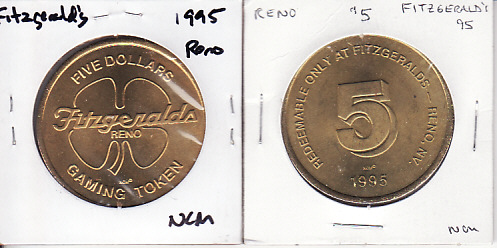 Fitzgerald's
1995
Reno
FIVE DOLLARS
Fitzgeralds
RENO
GAMING TOKEN
NCM
RENO
$5
FITZGERALD'S
95
REDEEMABLE ONLY AT FITZGERALDS — RENO, NV.
5
1995
NCM